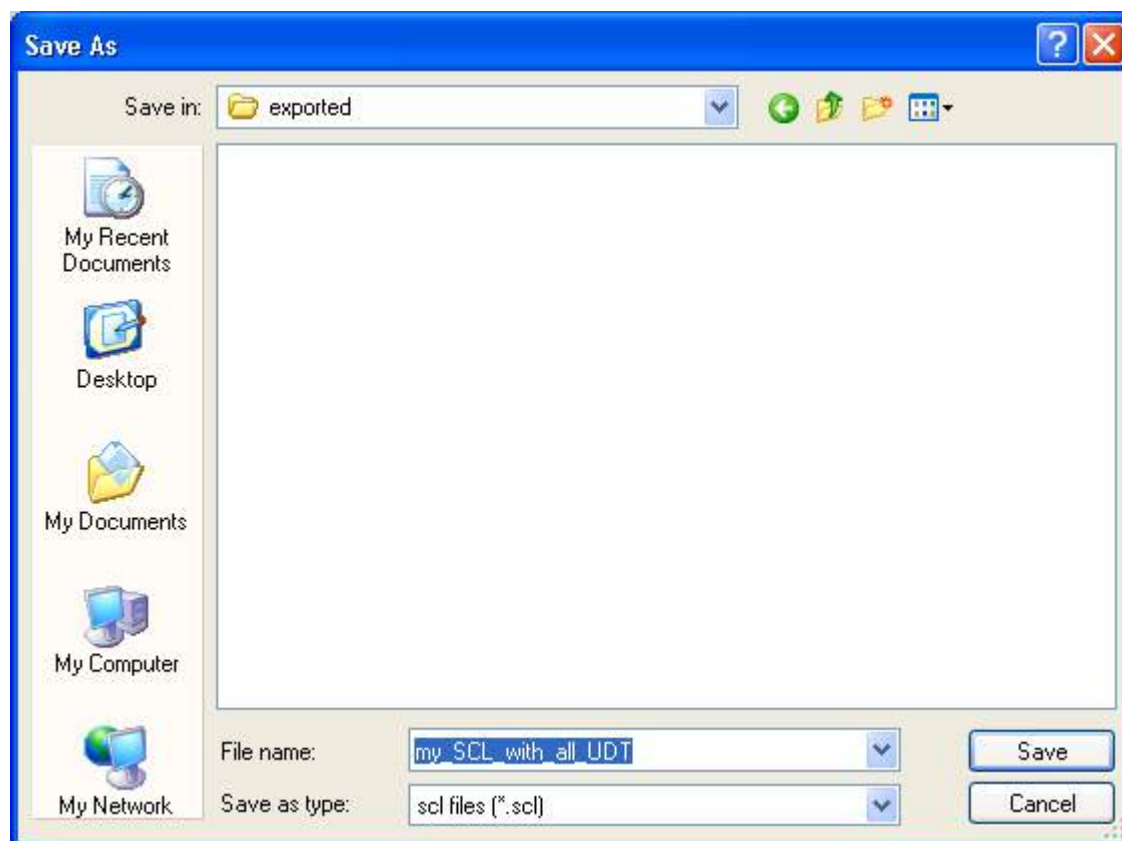 Save As
Save in:
exported
My Recent
Documents
Desktop
My Documents
My Computer
My Network
File name:
my_SCL_with_all_UDT
Save
Save as type:
scl files (*.scl)
Cancel